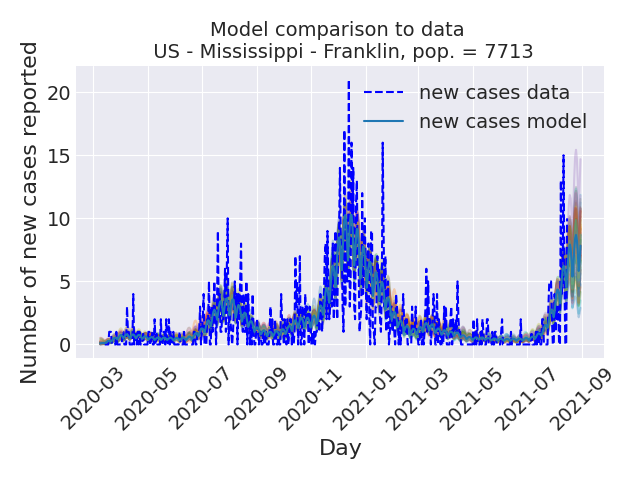 Model comparison to data
US - Mississippi - Franklin, pop. = 7713
Number of new cases reported
20
15
10
5
0
new cases data
new cases model
2020-03
2020-05
2020-07
2020-09
2020-11
2021-01
2021-03
2021-05
2021-07
2021-09
Day